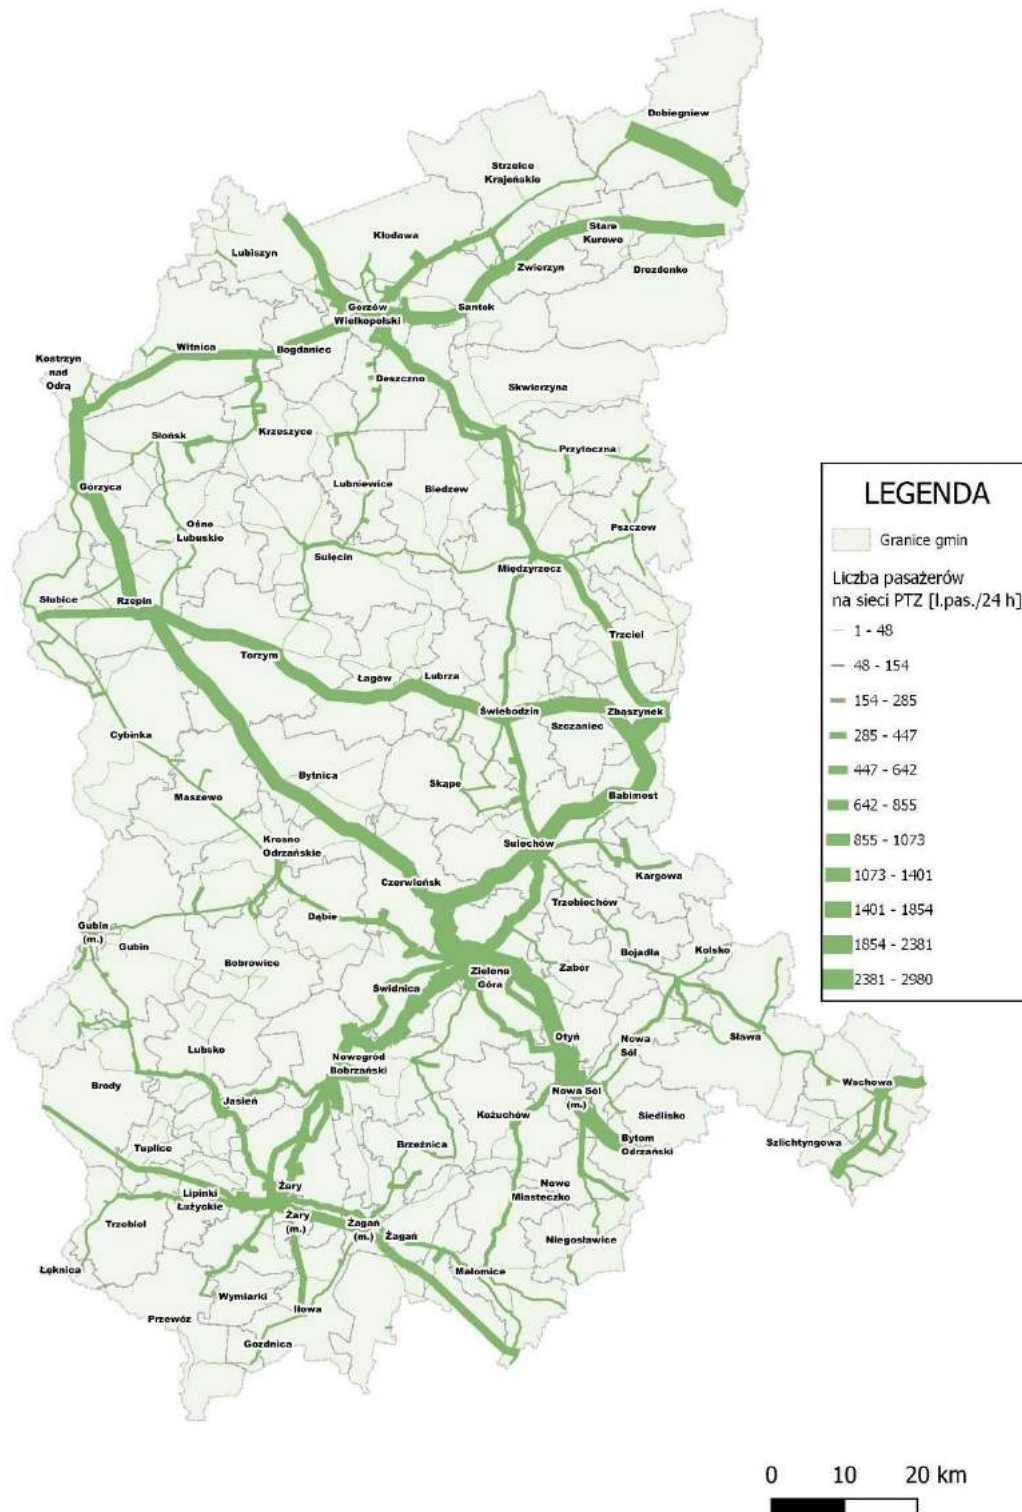 Dobiegniew
Strzelce
Krajeńskie
Kłodawa
Stare
Kurowo
Lubiszyn
Zwierzyn
Drezdenko
Gorzów
Wielkopolski
Santok
Witnica
Bogdaniec
Kostrzyn
nad
Odrą
Deszczno
Skwierzyna
Słońsk
Krzeszyce
Przytoczna
Górzyca
Lubniewice
Bledzew
Ośno
Lubuskie
Pszczew
Sulęcin
Międzyrzecz
Słubice
Rzepin
Trzciel
Torzym
Łagów
Lubrza
Świebodzin
Zbąszynek
Szczaniec
Cybinka
Bytnica
Skąpe
Maszewo
Babimost
Krosno
Odrzańskie
Sulechów
Czerwieńsk
Kargowa
Trzebiechów
Dąbie
Gubin
(m.)
Gubin
Bojadła
Kolsko
Bobrowice
Zielona
Góra
Zabór
Świdnica
Otyń
Nowa
Sól
Sława
Lubsko
Nowogród
Bobrzański
Brody
Jasień
Nowa Sól
(m.)
Wschowa
Kożuchów
Siedlisko
Tuplice
Brzeźnica
Bytom
Odrzański
Szlichtyngowa
Żary
Lipinki
Łużyckie
Nowe
Miasteczko
Trzebiel
Żary
(m.)
Żagań
(m.)
Żagań
Niegosławice
Łęknica
Małomice
Wymiarki
Przewóz
Iłowa
Gozdnica
LEGENDA
Granice gmin
Liczba pasażerów
na sieci PTZ [l.pas./24 h]
1 - 48
48 - 154
154 - 285
285 - 447
447 - 642
642 - 855
855 - 1073
1073 - 1401
1401 - 1854
1854 - 2381
2381 - 2980
0 10 20 km